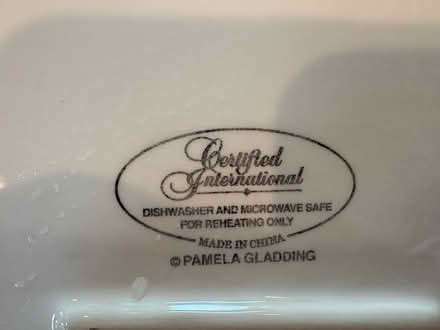 Certified
International
DISHWASHER AND MICROWAVE SAFE
FOR REHEATING ONLY
MADE IN CHINA
© PAMELA GLADDING